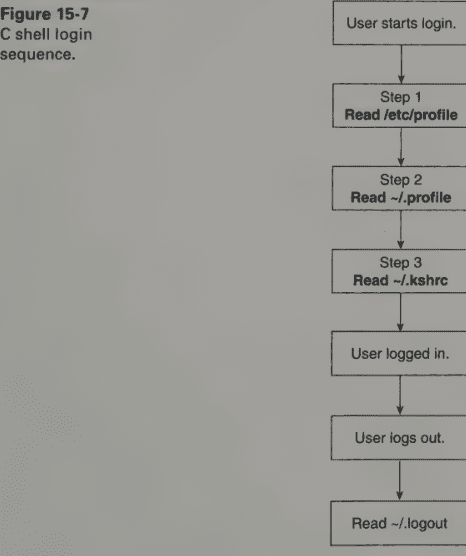 Figure 15-7
C shell login
sequence.
User starts login.
Step 1
Read /etc/profile
Step 2
Read ~/.profile
Step 3
Read ~/.kshrc
User logged in.
User logs out.
Read ~/.logout